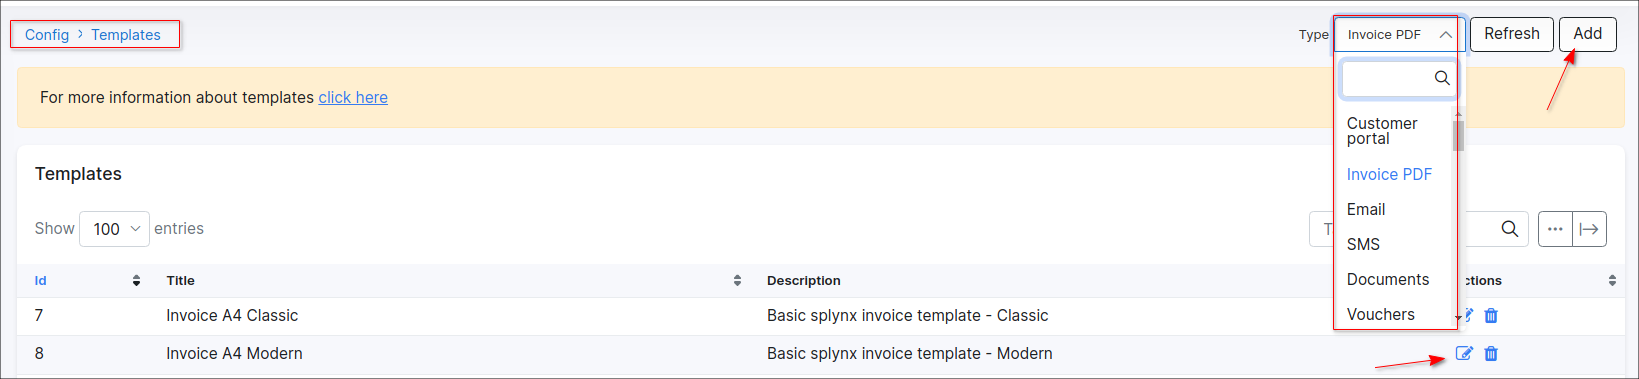 Config > Templates
Type Invoice PDF Refresh Add
For more information about templates click here
Customer
portal
Invoice PDF
Email
SMS
Documents
Vouchers
Templates
Show 100 entries
Id Title Description ctions
7 Invoice A4 Classic Basic splynx invoice template - Classic
8 Invoice A4 Modern Basic splynx invoice template - Modern